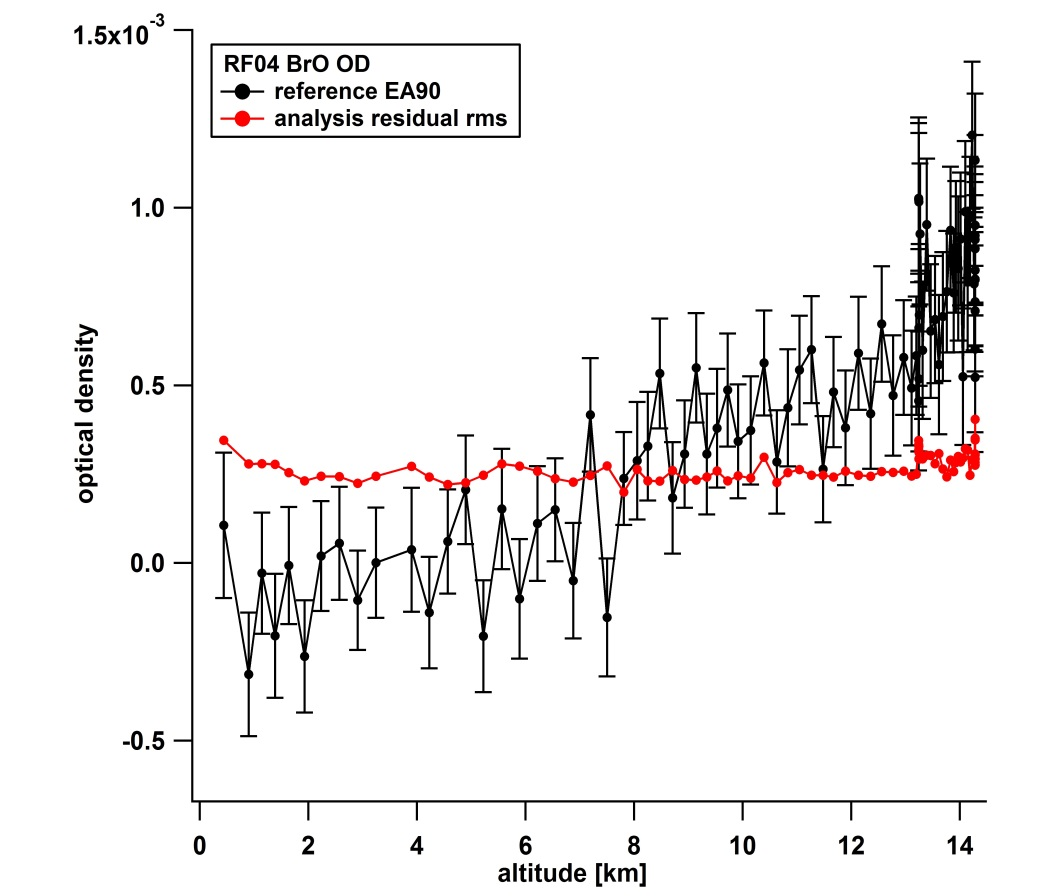 1.5x10-3
RF04 BrO OD
reference EA90
analysis residual rms
1.0
0.5
0.0
-0.5
optical density
0 2 4 6 8 10 12 14
altitude [km]